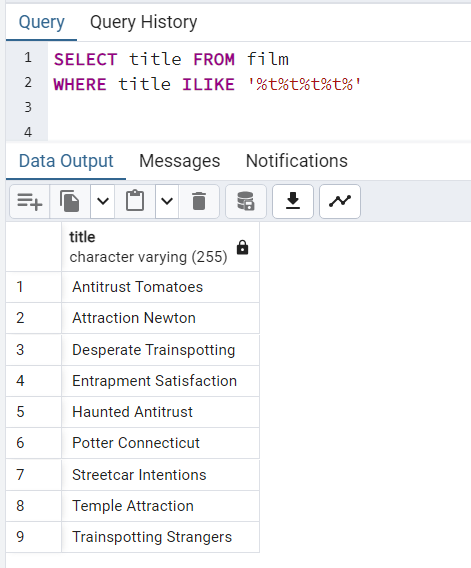 Query Query History
1 SELECT title FROM film
2 WHERE title ILIKE '%t%t%t%t%'
3
4
Data Output Messages Notifications
title
character varying (255)
1 Antitrust Tomatoes
2 Attraction Newton
3 Desperate Trainspotting
4 Entrapment Satisfaction
5 Haunted Antitrust
6 Potter Connecticut
7 Streetcar Intentions
8 Temple Attraction
9 Trainspotting Strangers